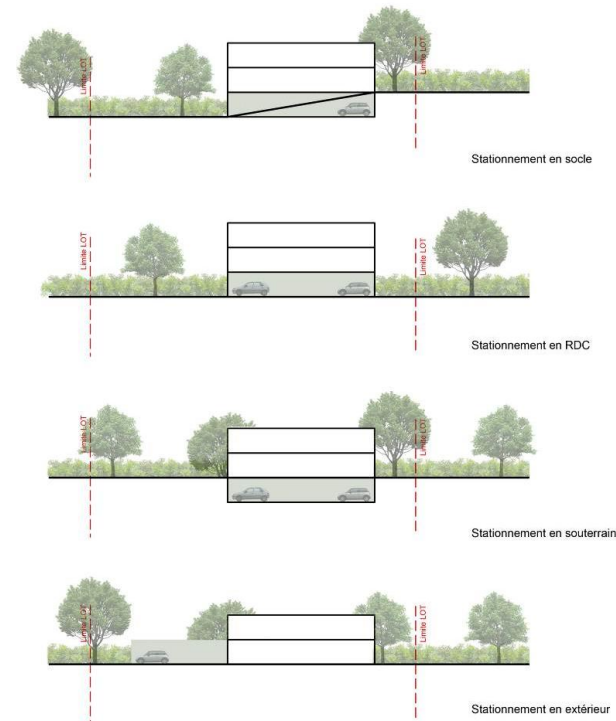 Limite LOT
Limite LOT
Stationnement en socle
Limite LOT
Limite LOT
Stationnement en RDC
Limite LOT
Limite LOT
Stationnement en souterrain
Limite LOT
Limite LOT
Stationnement en extérieur